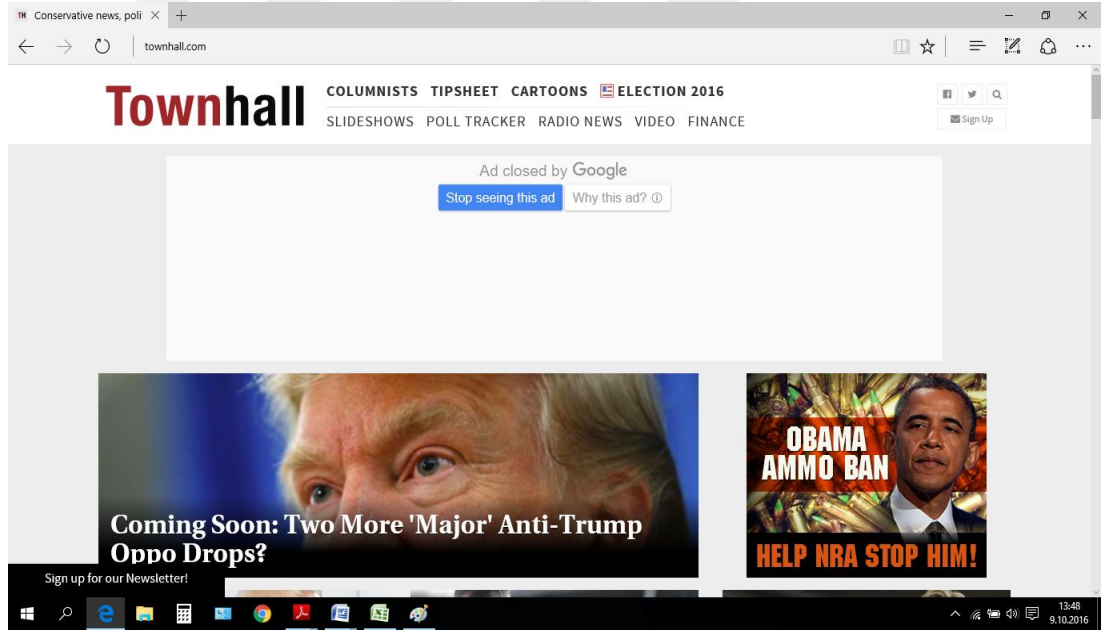 TH Conservative news, poli
townhall.com
Townhall
COLUMNISTS TIPSHEET CARTOONS ELECTION 2016
SLIDESHOWS POLL TRACKER RADIO NEWS VIDEO FINANCE
Sign Up
Ad closed by Google
Stop seeing this ad Why this ad?
Coming Soon: Two More 'Major' Anti-Trump
Oppo Drops?
OBAMA
AMMO BAN
HELP NRA STOP HIM!
Sign up for our Newsletter!
13:48
9.10.2016